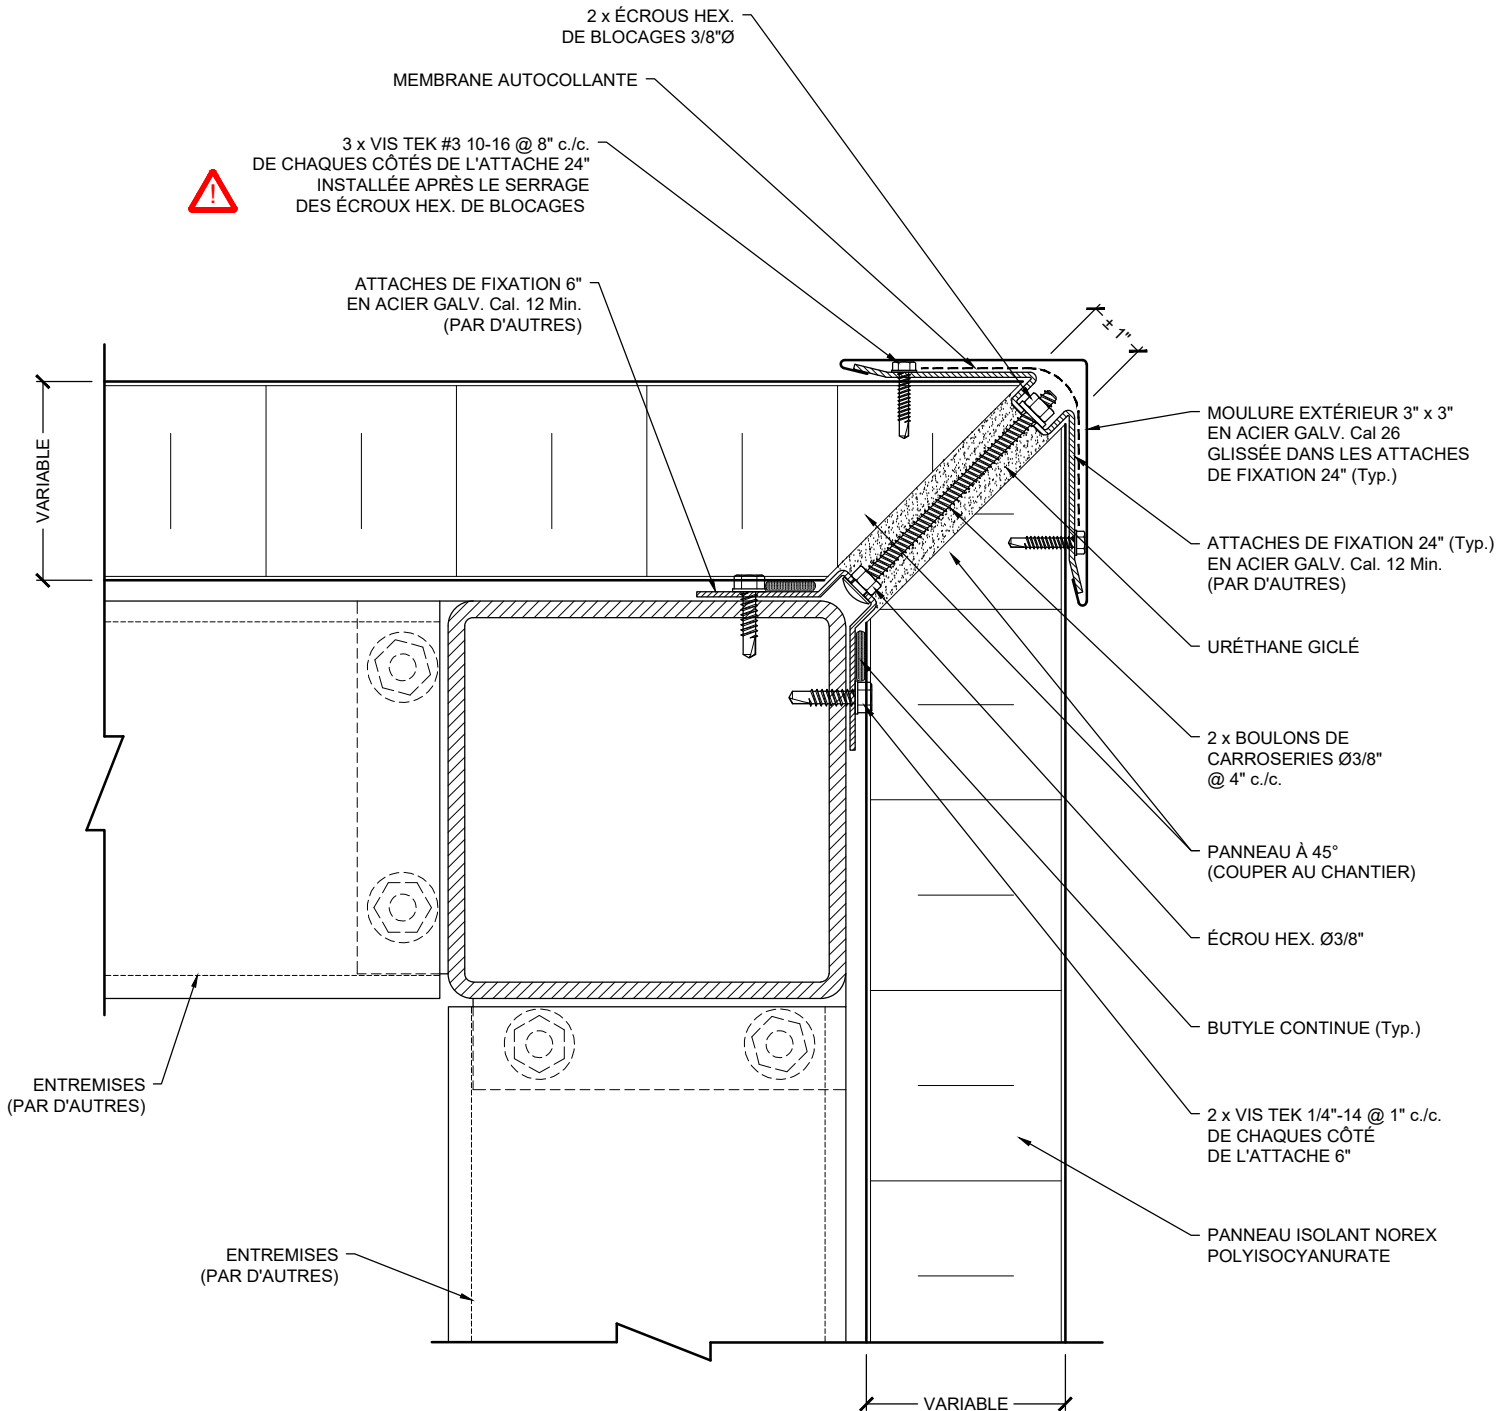 2 x ÉCROUS HEX.
DE BLOCAGES 3/8"Ø
MEMBRANE AUTOCOLLANTE
3 x VIS TEK #3 10-16 @ 8" c./c.
DE CHAQUES CÔTÉS DE L'ATTACHE 24"
INSTALLÉE APRÈS LE SERRAGE
DES ÉCROUX HEX. DE BLOCAGES
!
ATTACHES DE FIXATION 6"
EN ACIER GALV. Cal. 12 Min.
(PAR D'AUTRES)
± 1"
VARIABLE
MOULURE EXTÉRIEUR 3" x 3"
EN ACIER GALV. Cal 26
GLISSÉE DANS LES ATTACHES
DE FIXATION 24" (Typ.)
ATTACHES DE FIXATION 24" (Typ.)
EN ACIER GALV. Cal. 12 Min.
(PAR D'AUTRES)
URÉTHANE GICLÉ
2 x BOULONS DE
CARROSERIES Ø3/8"
@ 4" c./c.
PANNEAU À 45°
(COUPER AU CHANTIER)
ÉCROU HEX. Ø3/8"
BUTYLE CONTINUE (Typ.)
ENTREMISES
(PAR D'AUTRES)
2 x VIS TEK 1/4"-14 @ 1" c./c.
DE CHAQUES CÔTÉ
DE L'ATTACHE 6"
PANNEAU ISOLANT NOREX
POLYISOCYANURATE
ENTREMISES
(PAR D'AUTRES)
VARIABLE